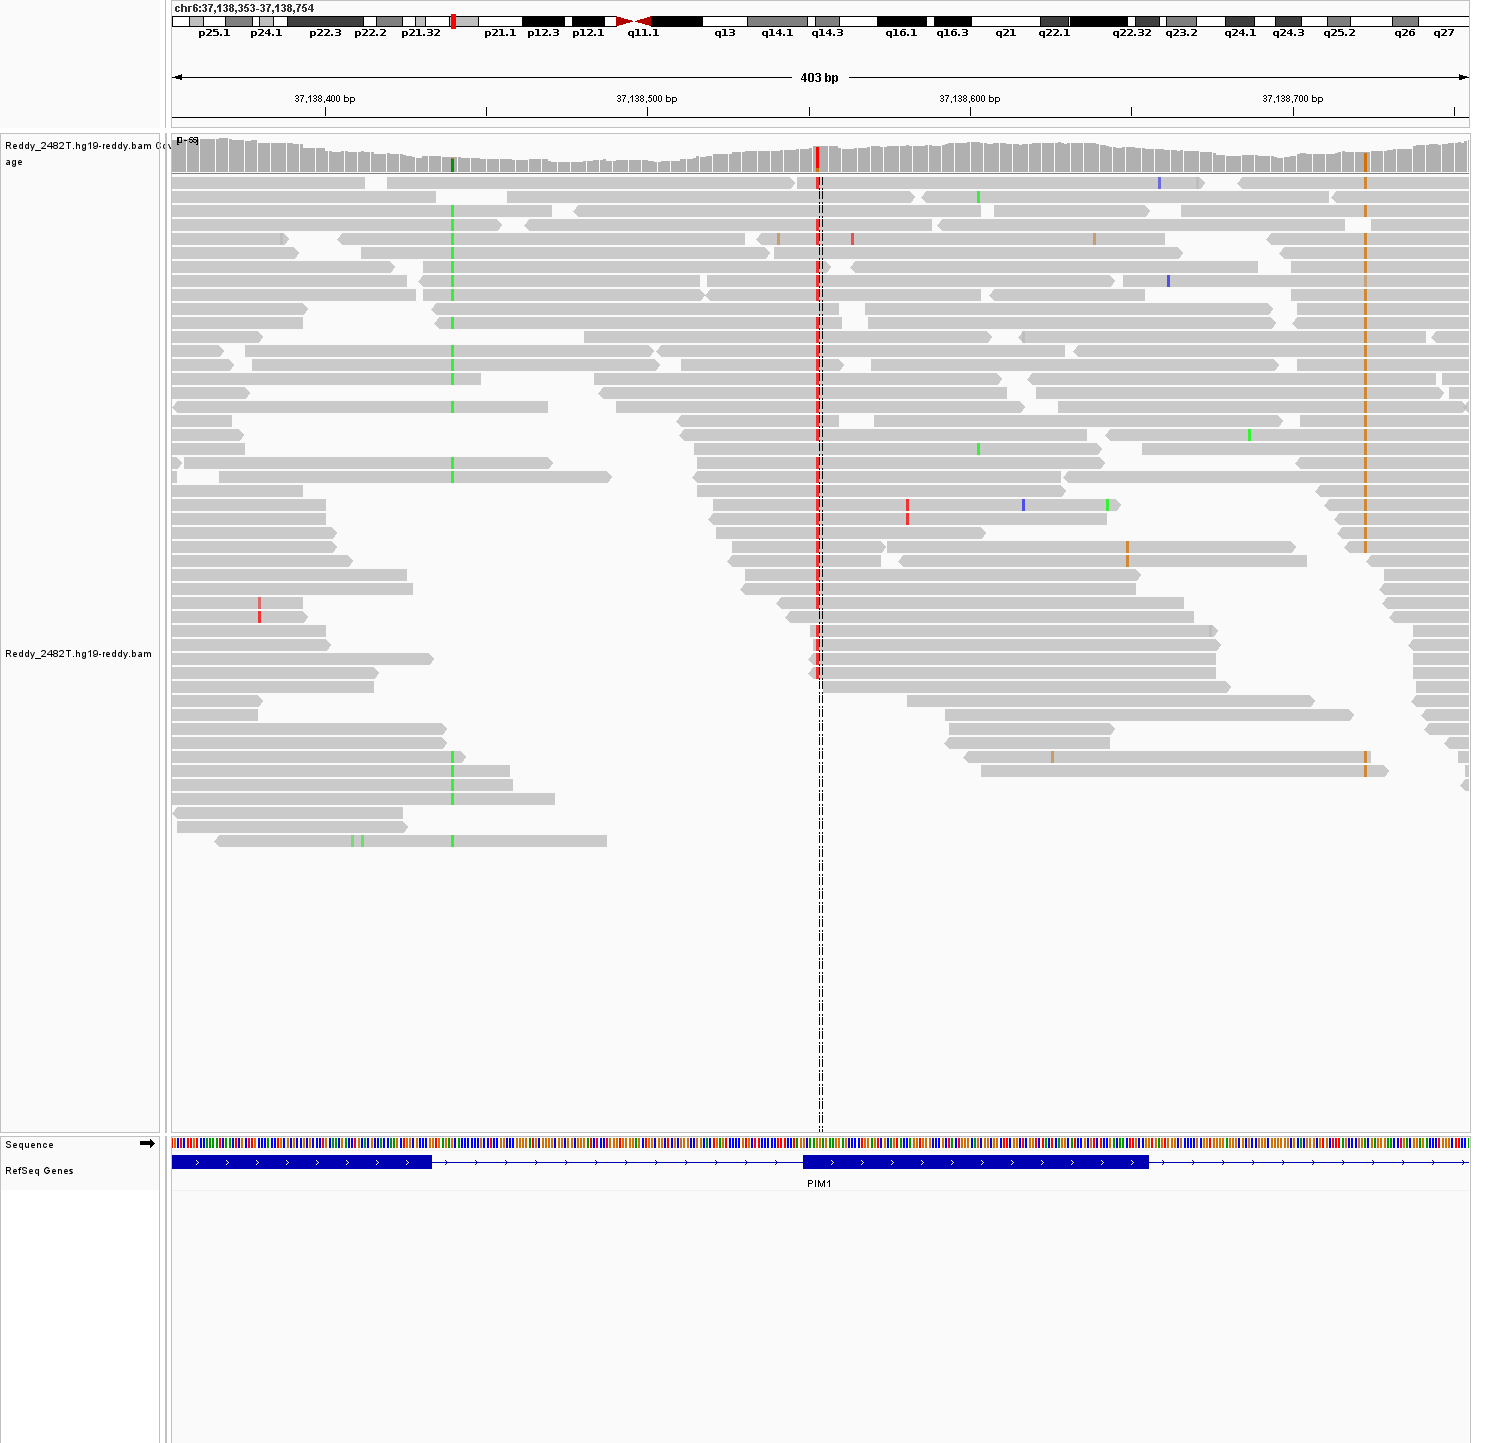 chr6:37,138,353-37,138,754
p25.1 p24.1 p22.3 p22.2 p21.32 p21.1 p12.3 p12.1 q11.1 q13 q14.1 q14.3 q16.1 q16.3 q21 q22.1 q22.32 q23.2 q24.1 q24.3 q25.2 q26 q27
403 bp
37,138,400 bp 37,138,500 bp 37,138,600 bp 37,138,700 bp
Reddy_2482T.hg19-reddy.bam Cov
age
Reddy_2482T.hg19-reddy.bam
Sequence
RefSeq Genes
PIM1